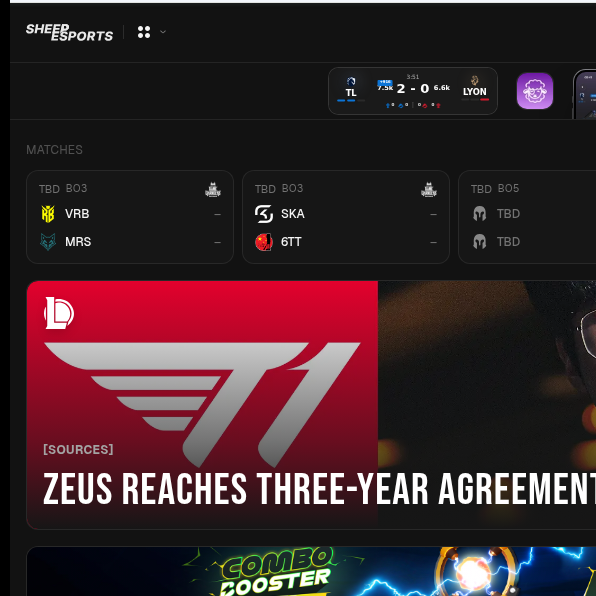 SHEEP
ESPORTS
3:51
TL
7.5k 2 - 0 6.6k
LYON
MATCHES
TBD BO3
VRB –
MRS –
TBD BO3
SKA –
6TT –
TBD BO5
TBD
TBD
T1
[SOURCES]
ZEUS REACHES THREE-YEAR AGREEMENT
COMBO
BOOSTER